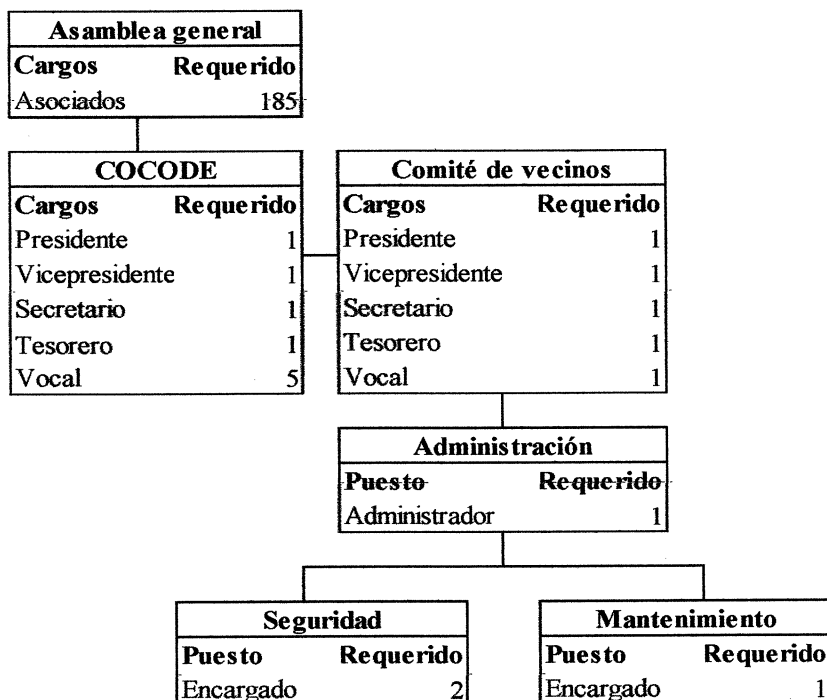 Asamblea general
Cargos Requerido
Asociados 185
COCODE
Cargos Requerido
Presidente 1
Vicepresidente 1
Secretario 1
Tesorero 1
Vocal 5
Comité de vecinos
Cargos Requerido
Presidente 1
Vicepresidente 1
Secretario 1
Tesorero 1
Vocal 1
Administración
Puesto Requerido
Administrador 1
Seguridad
Puesto Requerido
Encargado 2
Mantenimiento
Puesto Requerido
Encargado 1